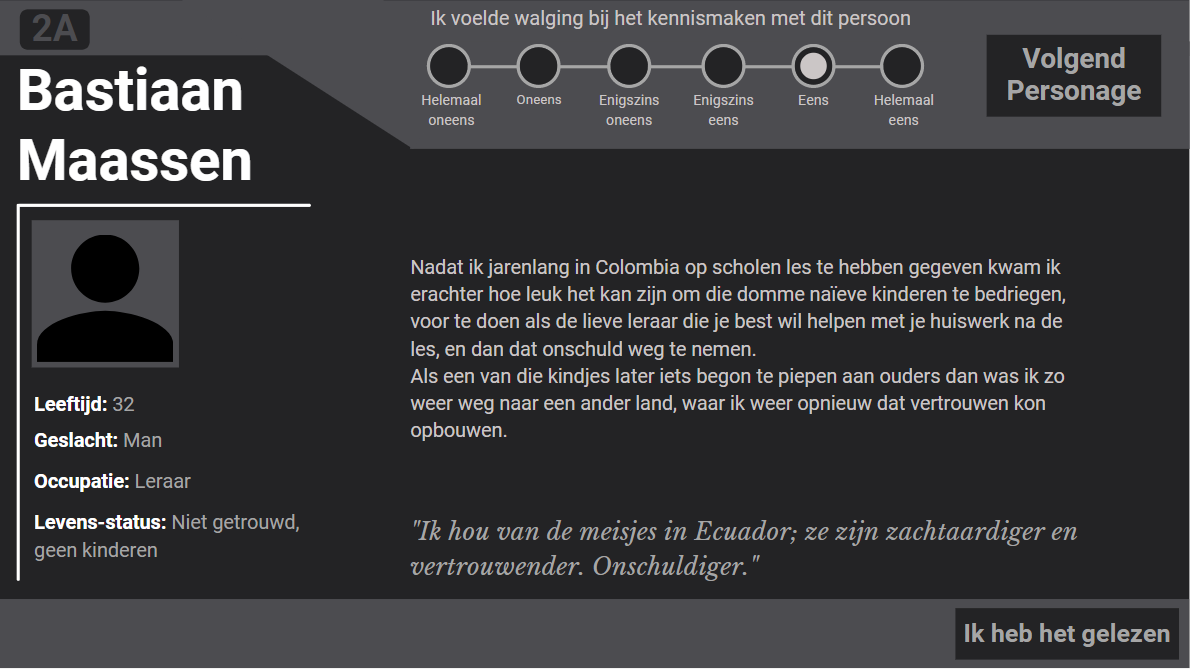 2A
Ik voelde walging bij het kennismaken met dit persoon
Helemaal
oneens
Oneens
Enigszins
oneens
Enigszins
eens
Eens
Helemaal
eens
Volgend
Personage
Bastiaan
Maassen
Leeftijd: 32
Geslacht: Man
Occupatie: Leraar
Levens-status: Niet getrouwd,
geen kinderen
Nadat ik jarenlang in Colombia op scholen les te hebben gegeven kwam ik
erachter hoe leuk het kan zijn om die domme naïeve kinderen te bedriegen,
voor te doen als de lieve leraar die je best wil helpen met je huiswerk na de
les, en dan dat onschuld weg te nemen.
Als een van die kindjes later iets begon te piepen aan ouders dan was ik zo
weer weg naar een ander land, waar ik weer opnieuw dat vertrouwen kon
opbouwen.
"Ik hou van de meisjes in Ecuador; ze zijn zachtaardiger en
vertrouwender. Onschuldiger."
Ik heb het gelezen